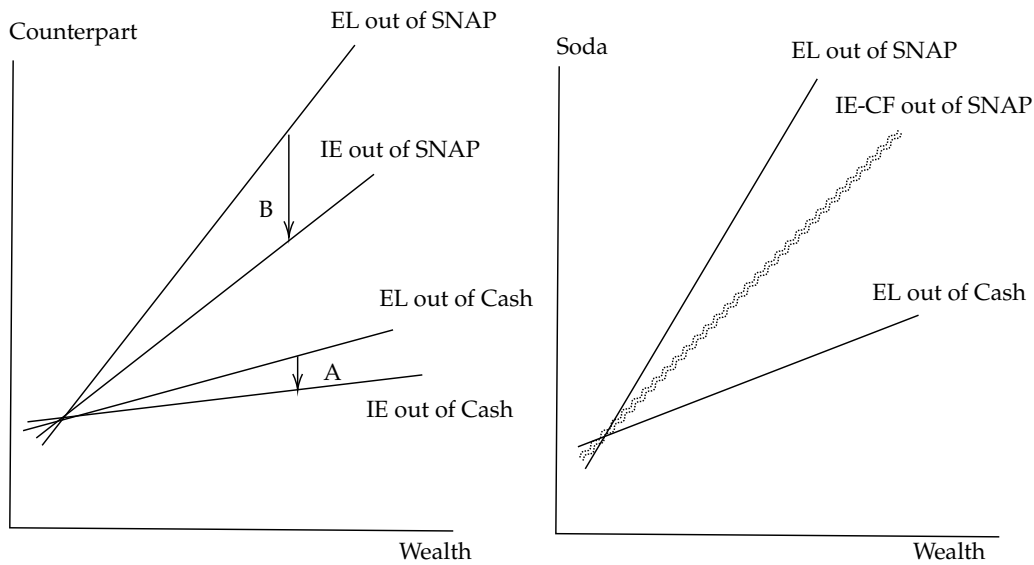 Counterpart
EL out of SNAP
IE out of SNAP
B
EL out of Cash
A
IE out of Cash
Wealth
Soda
EL out of SNAP
IE-CF out of SNAP
EL out of Cash
Wealth